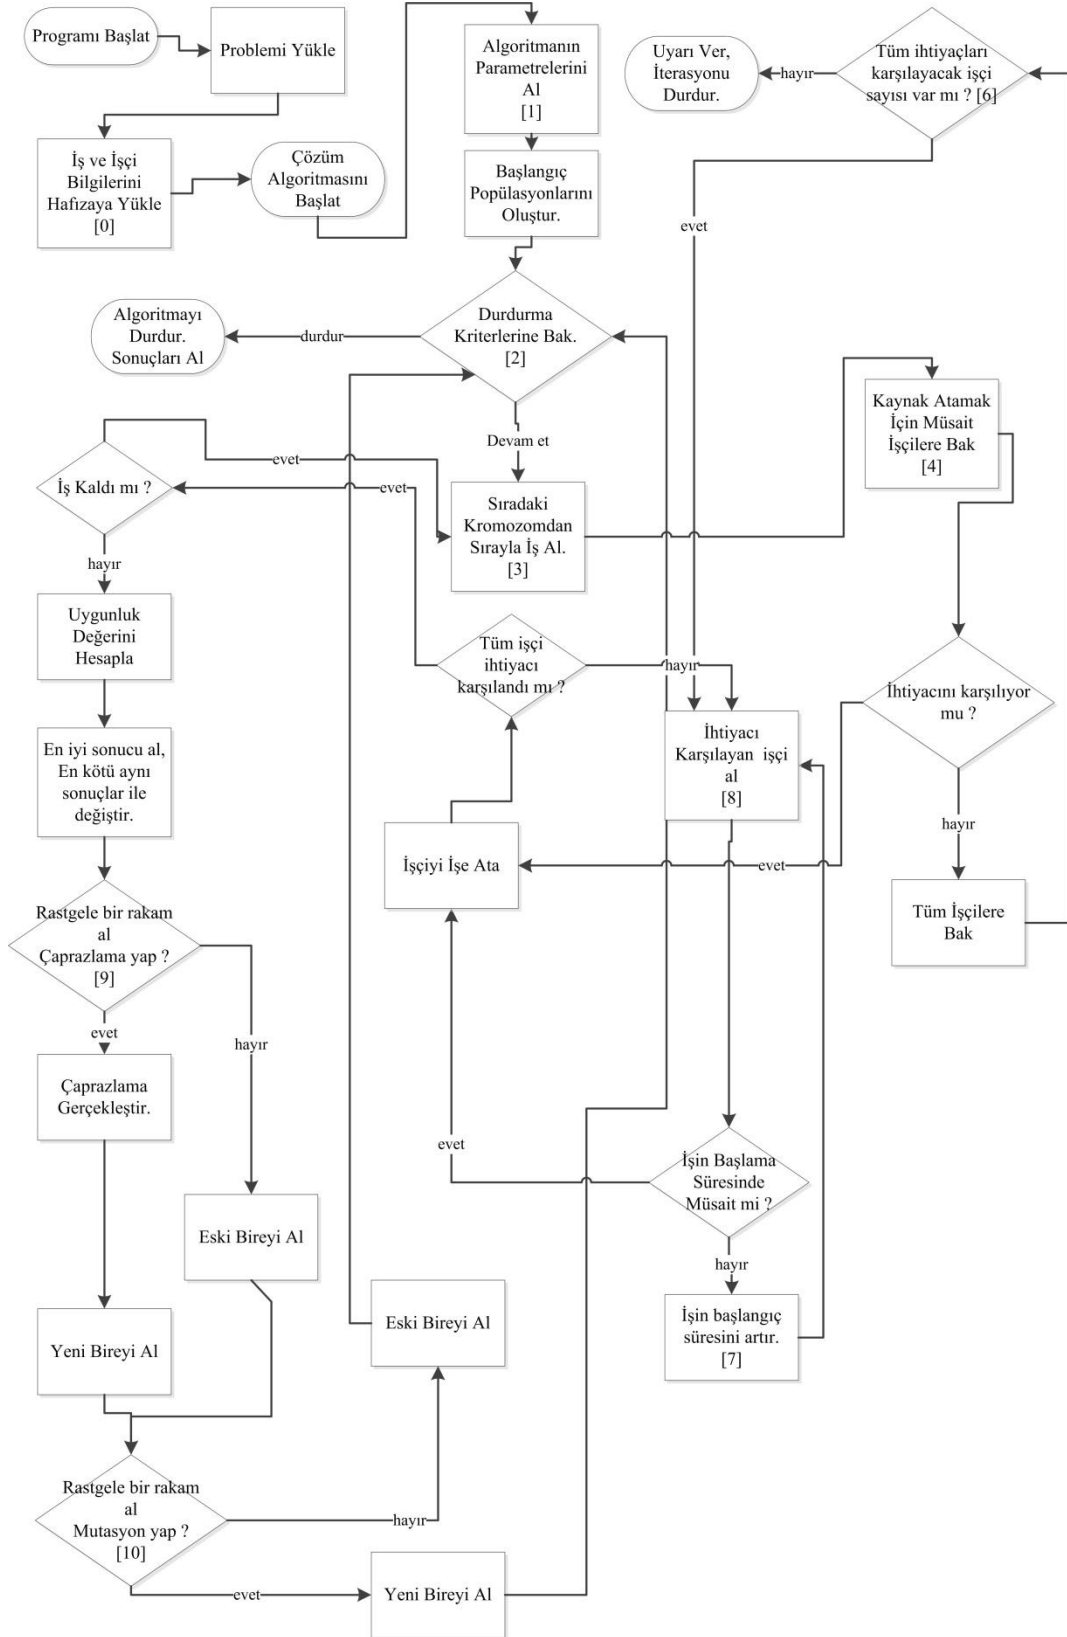 Programı Başlat
Problemi Yükle
İş ve İşçi
Bilgilerini
Hafızaya Yükle
[0]
Çözüm
Algoritmasını
Başlat
Algoritmanın
Parametrelerini
Al
[1]
Başlangıç
Popülasyonlarını
Oluştur.
Uyarı Ver,
İterasyonu
Durdur.
hayır
Tüm ihtiyaçları
karşılayacak işçi
sayısı var mı ? [6]
evet
Algoritmayı
Durdur.
Sonuçları Al
durdur
Durdurma
Kriterlerine Bak.
[2]
Devam et
Kaynak Atamak
İçin Müsait
İşçilere Bak
[4]
İş Kaldı mı ?
evet
evet
Sıradaki
Kromozomdan
Sırayla İş Al.
[3]
hayır
Uygunluk
Değerini
Hesapla
Tüm işçi
ihtiyacı
karşılandı mı ?
hayır
İhtiyacını karşılıyor
mu ?
En iyi sonucu al,
En kötü aynı
sonuçlar ile
değiştir.
İhtiyacı
Karşılayan işçi
al
[8]
hayır
İşçiyi İşe Ata
evet
Tüm İşçilere
Bak
Rastgele bir rakam
al
Çaprazlama yap ?
[9]
evet
hayır
Çaprazlama
Gerçekleştir.
evet
İşin Başlama
Süresinde
Müsait mi ?
hayır
Eski Bireyi Al
İşin başlangıç
süresini artır.
[7]
Eski Bireyi Al
Yeni Bireyi Al
Rastgele bir rakam
al
Mutasyon yap ?
[10]
hayır
evet
Yeni Bireyi Al